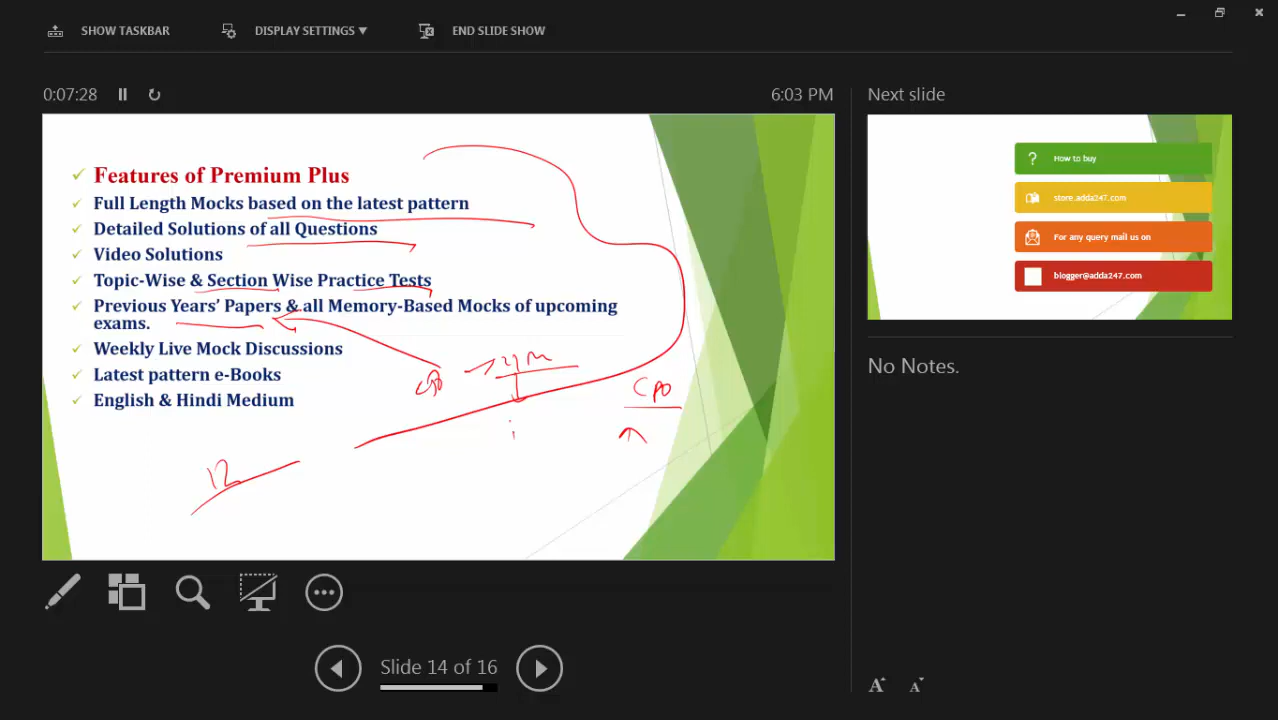 SHOW TASKBAR
DISPLAY SETTINGS ▼
END SLIDE SHOW
0:07:28
6:03 PM
Next slide
Features of Premium Plus
Full Length Mocks based on the latest pattern
Detailed Solutions of all Questions
Video Solutions
Topic-Wise & Section Wise Practice Tests
Previous Years' Papers & all Memory-Based Mocks of upcoming
exams.
Weekly Live Mock Discussions
Latest pattern e-Books
English & Hindi Medium
CPO
12
How to buy
store.adda247.com
For any query mail us on
blogger@adda247.com
No Notes.
Slide 14 of 16
A A